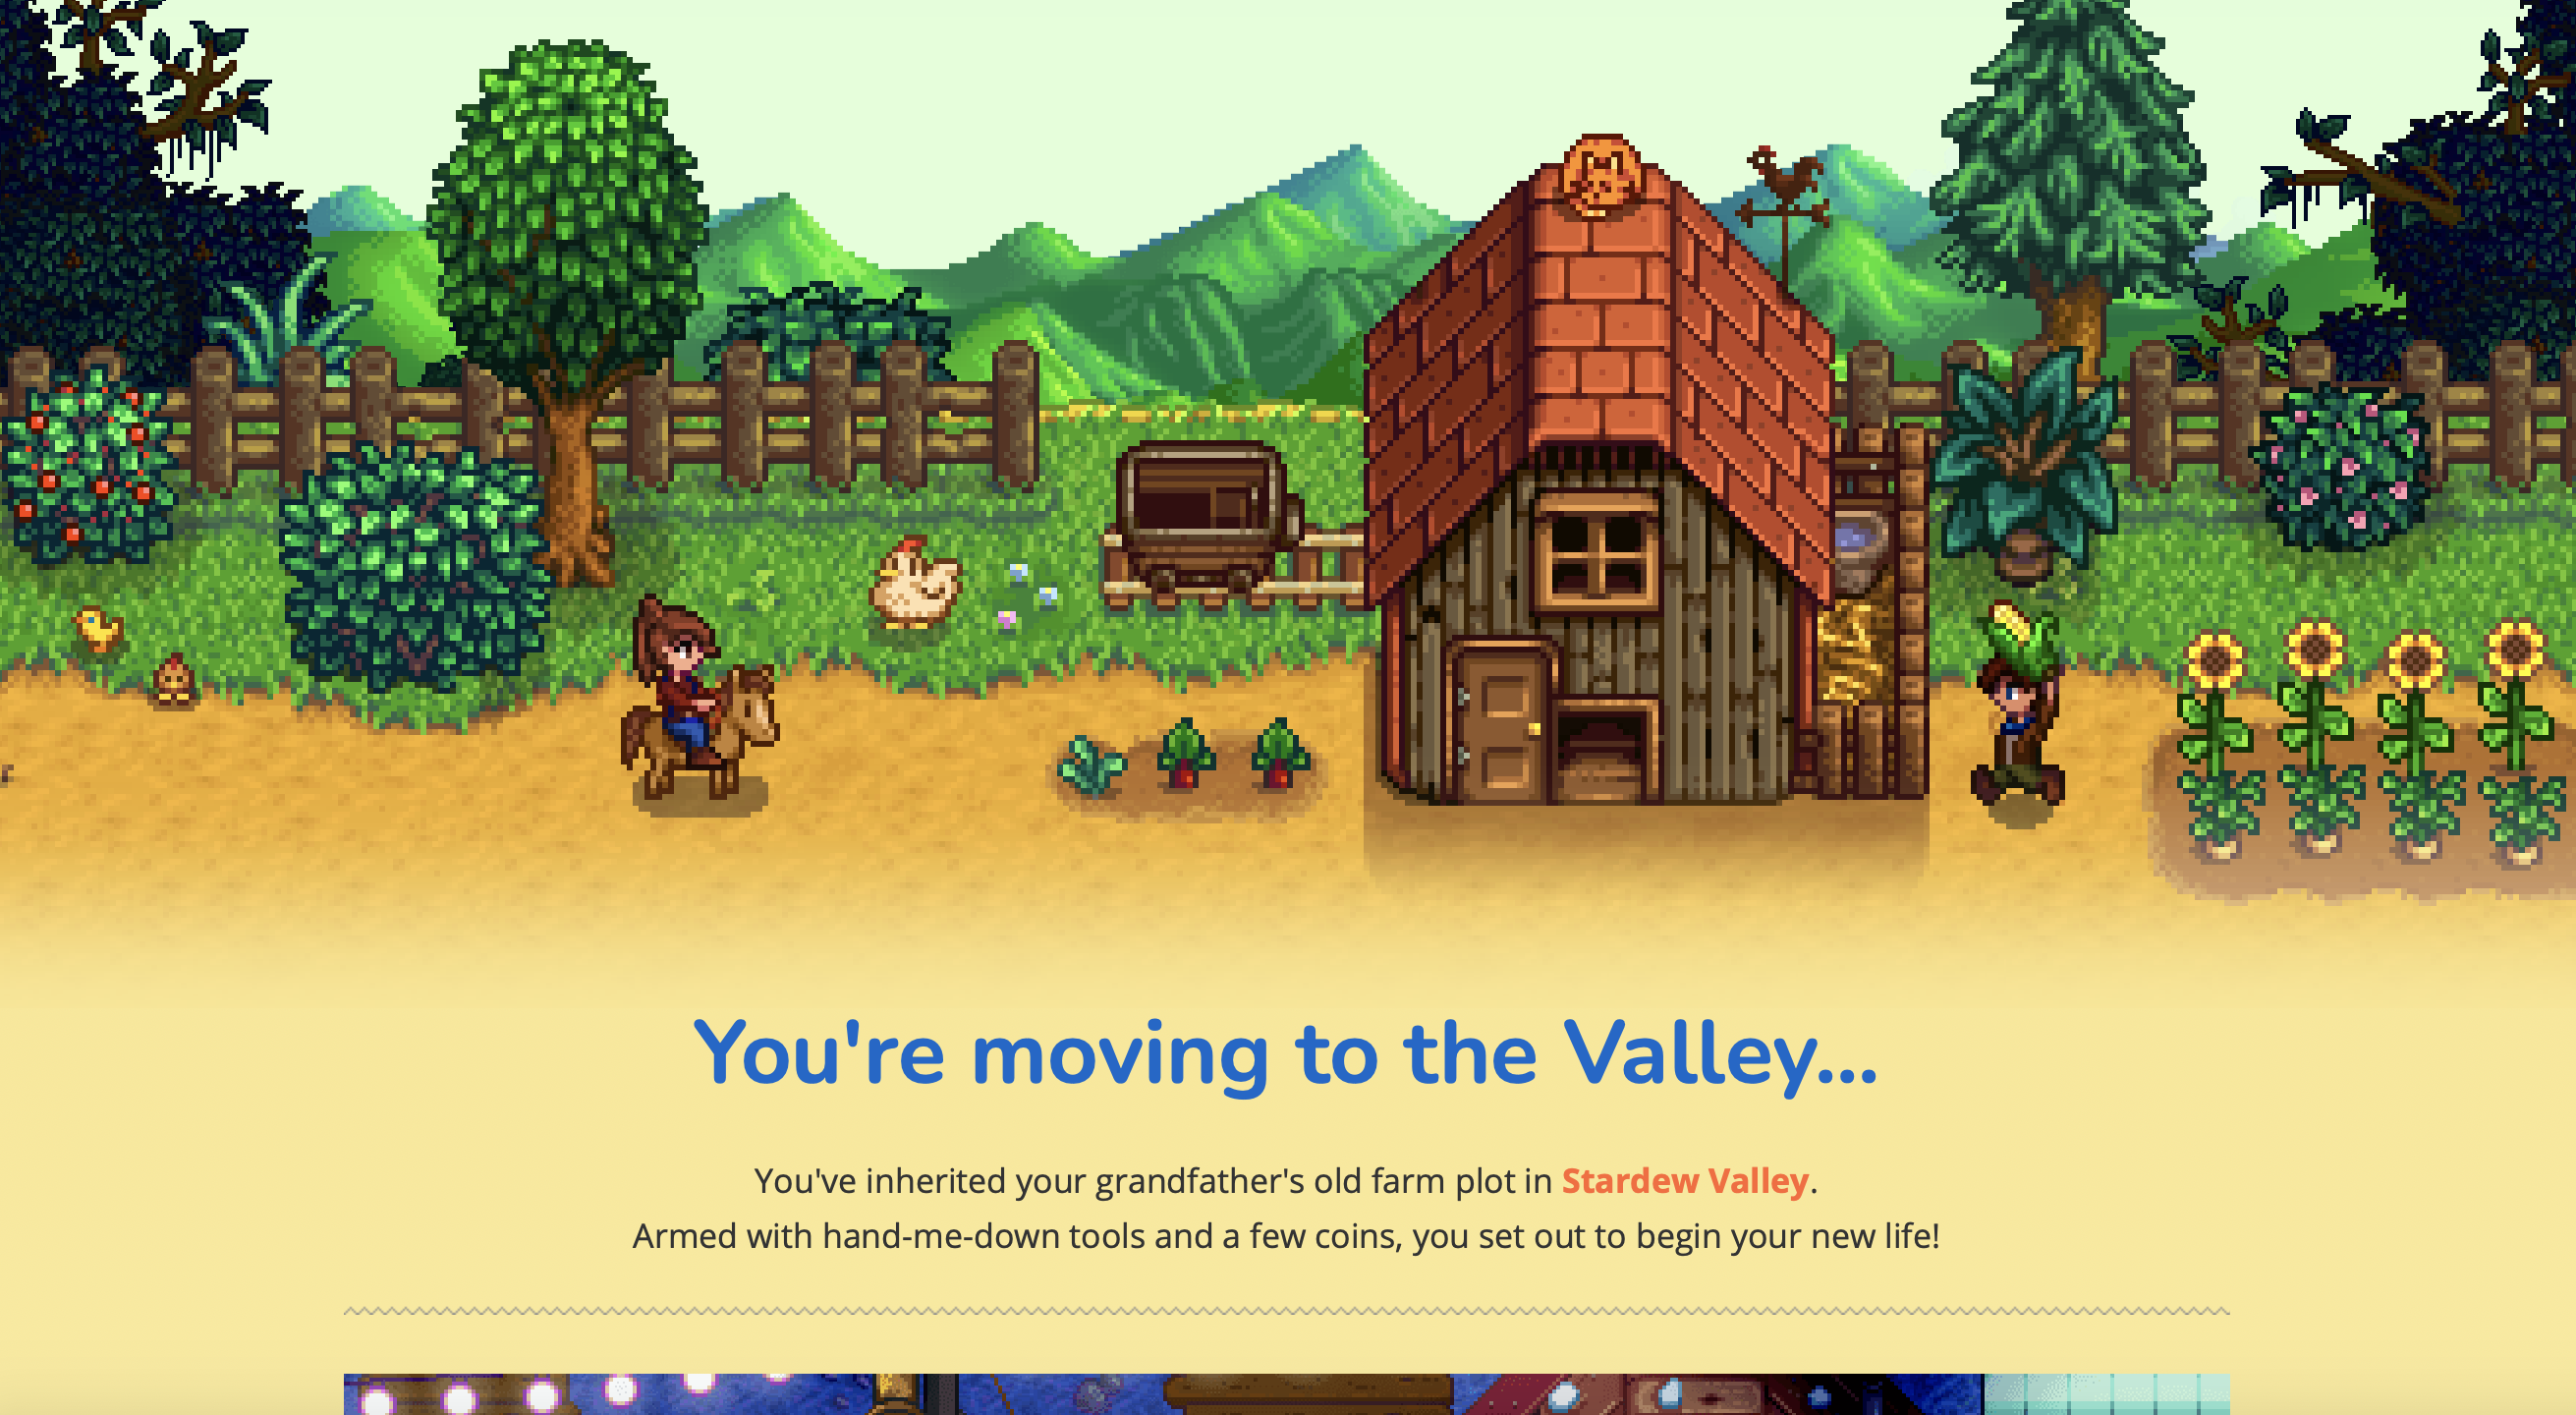 You're moving to the Valley...
You've inherited your grandfather's old farm plot in Stardew Valley.
Armed with hand-me-down tools and a few coins, you set out to begin your new life!